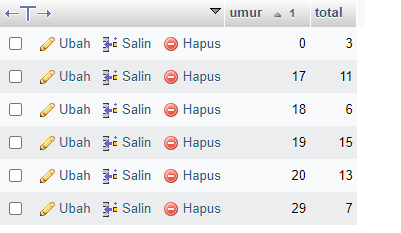 umur 1 total
Ubah Salin Hapus 0 3
Ubah Salin Hapus 17 11
Ubah Salin Hapus 18 6
Ubah Salin Hapus 19 15
Ubah Salin Hapus 20 13
Ubah Salin Hapus 29 7